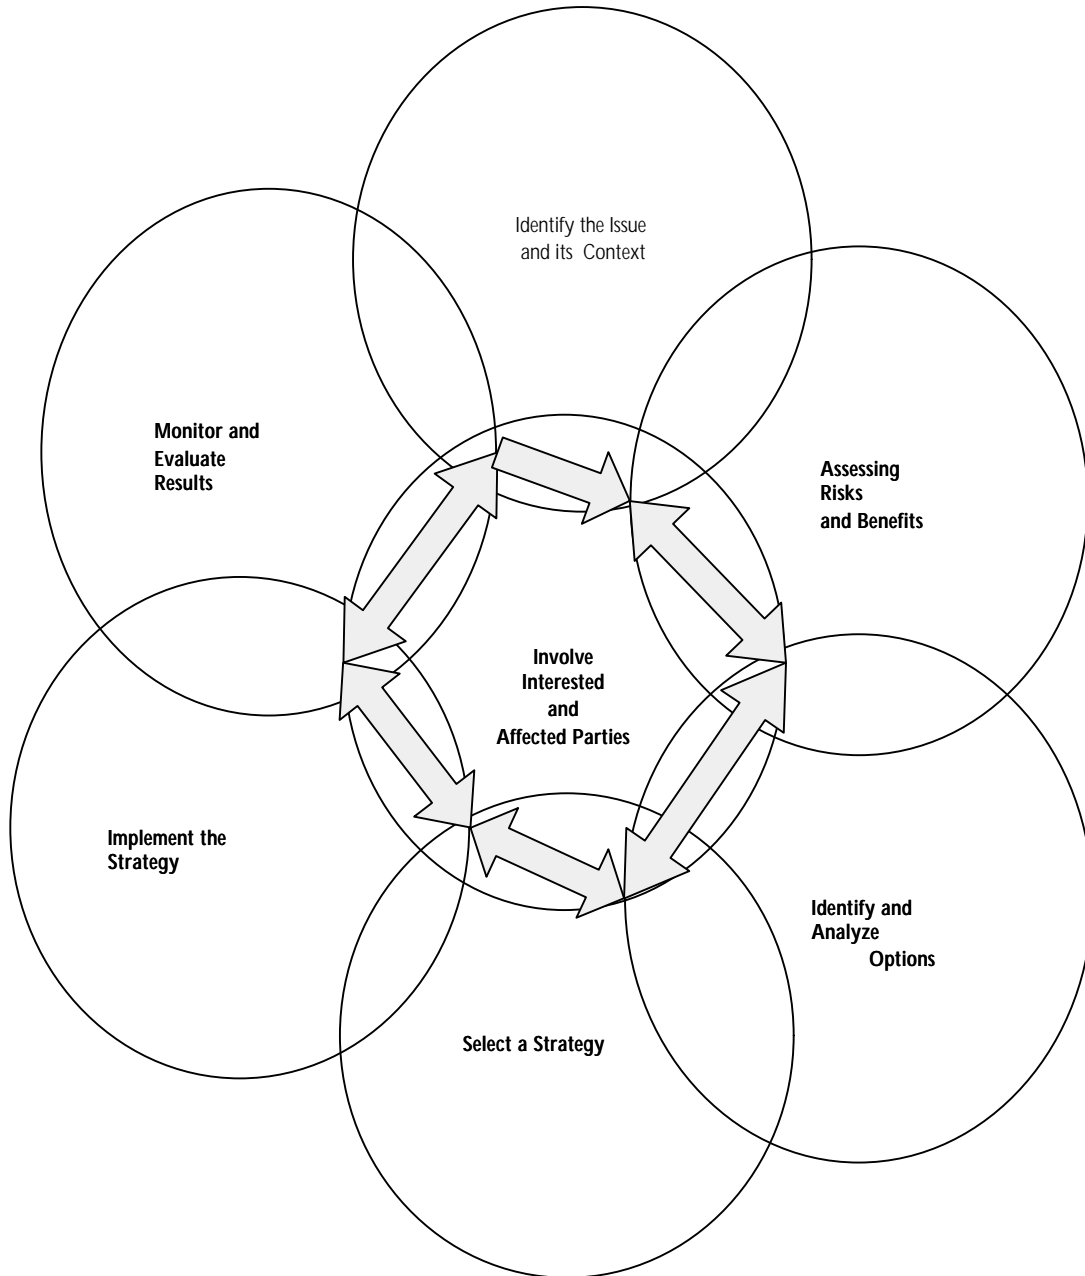 Identify the Issue
and its Context
Monitor and
Evaluate
Results
Assessing
Risks
and Benefits
Involve
Interested
and
Affected Parties
Implement the
Strategy
Identify and
Analyze
Options
Select a Strategy